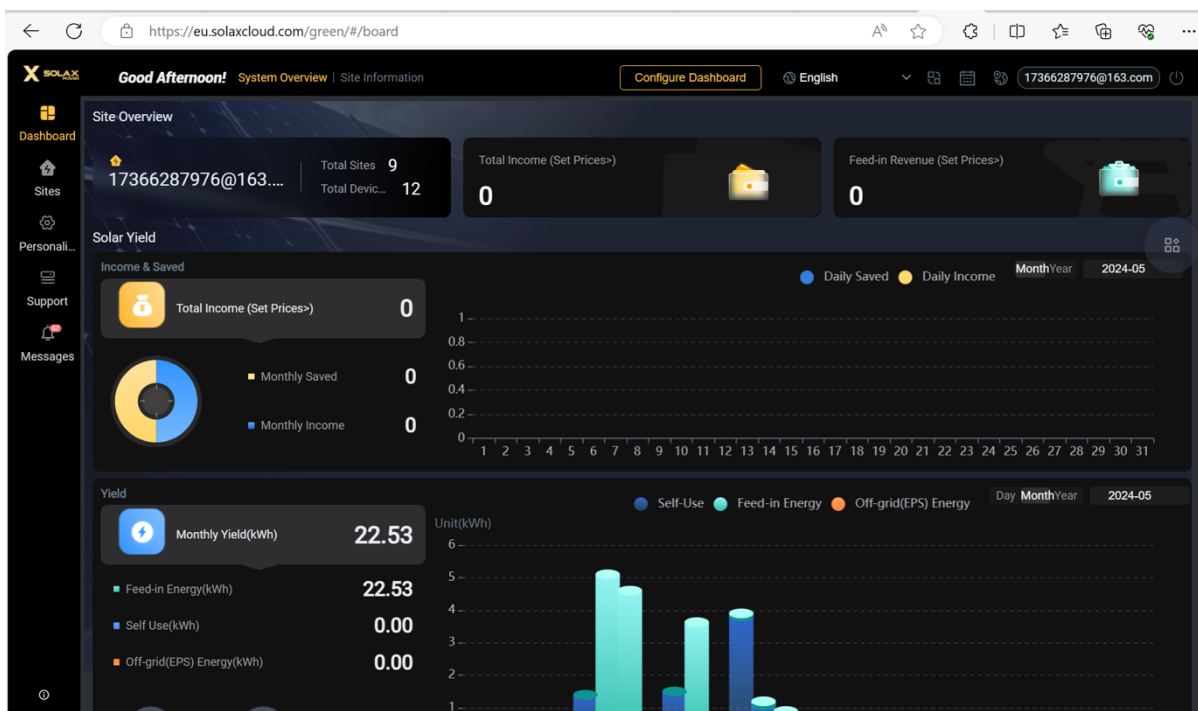 https://eu.solaxcloud.com/green/#/board
SOLAX POWER Good Afternoon! System Overview | Site Information Configure Dashboard English 17366287976@163.com
Dashboard
Sites
Personali...
Support
67
Messages
Site Overview
17366287976@163.... Total Sites 9
Total Devic... 12
Total Income (Set Prices>)
0
Feed-in Revenue (Set Prices>)
0
Solar Yield
Income & Saved
Total Income (Set Prices>) 0
Monthly Saved 0
Monthly Income 0
Daily Saved Daily Income Month Year 2024-05
1
0.8
0.6
0.4
0.2
0
1 2 3 4 5 6 7 8 9 10 11 12 13 14 15 16 17 18 19 20 21 22 23 24 25 26 27 28 29 30 31
Yield
Monthly Yield(kWh) 22.53
Feed-in Energy(kWh) 22.53
Self Use(kWh) 0.00
Off-grid(EPS) Energy(kWh) 0.00
Self-Use Feed-in Energy Off-grid(EPS) Energy Day Month Year 2024-05
Unit(kWh)
6
5
4
3
2
1